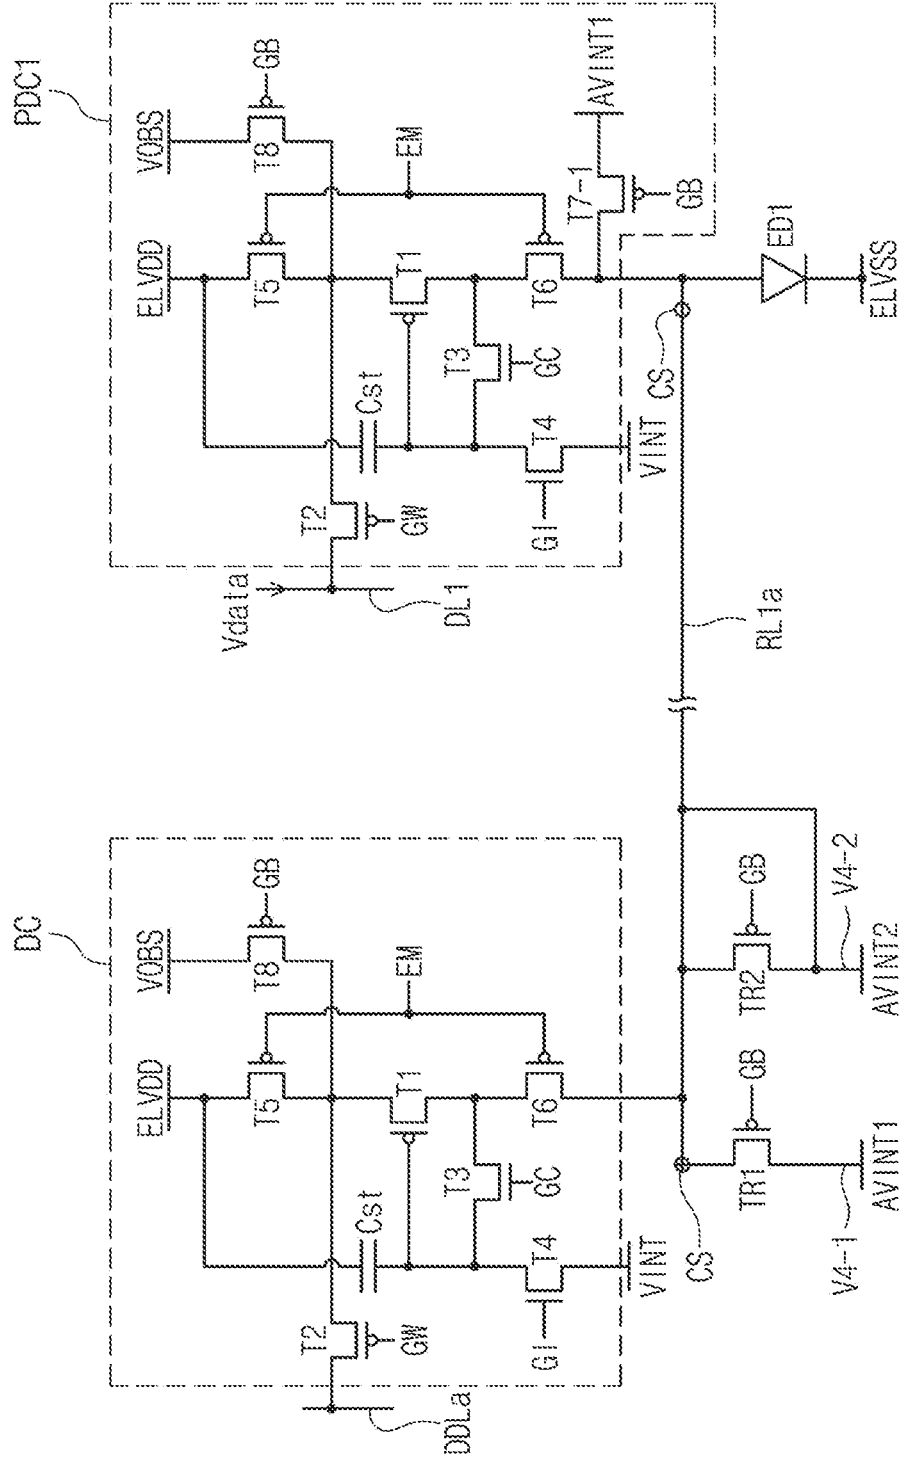 PDC1
VOBS
GB
T8
AVINT1
ELVDD
EM
T7-1
GB
T5
T1
T6
ED1
ELVSS
T3
GC
CS
Cst
T4
VINT
T2
GW
GI
Vdata
DL1
RL1a
DC
VOBS
GB
T8
GB
V4-2
ELVDD
EM
TR2
AVINT2
T5
T1
T6
GB
T3
GC
TR1
AVINT1
Cst
T4
VINT
CS
V4-1
T2
GW
GI
DDLa